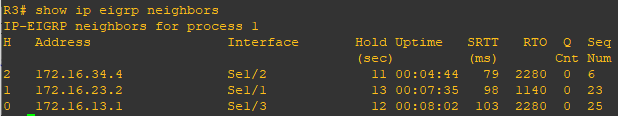 R3# show ip eigrp neighbors
IP-EIGRP neighbors for process 1
H   Address                 Interface       Hold Uptime   SRTT   RTO  Q  Seq
                                            (sec)         (ms)       Cnt Num
2   172.16.34.4             Se1/2             11 00:04:44   79  2280  0  6
1   172.16.23.2             Se1/1             13 00:07:35   98  1140  0  23
0   172.16.13.1             Se1/3             12 00:08:02  103  2280  0  25